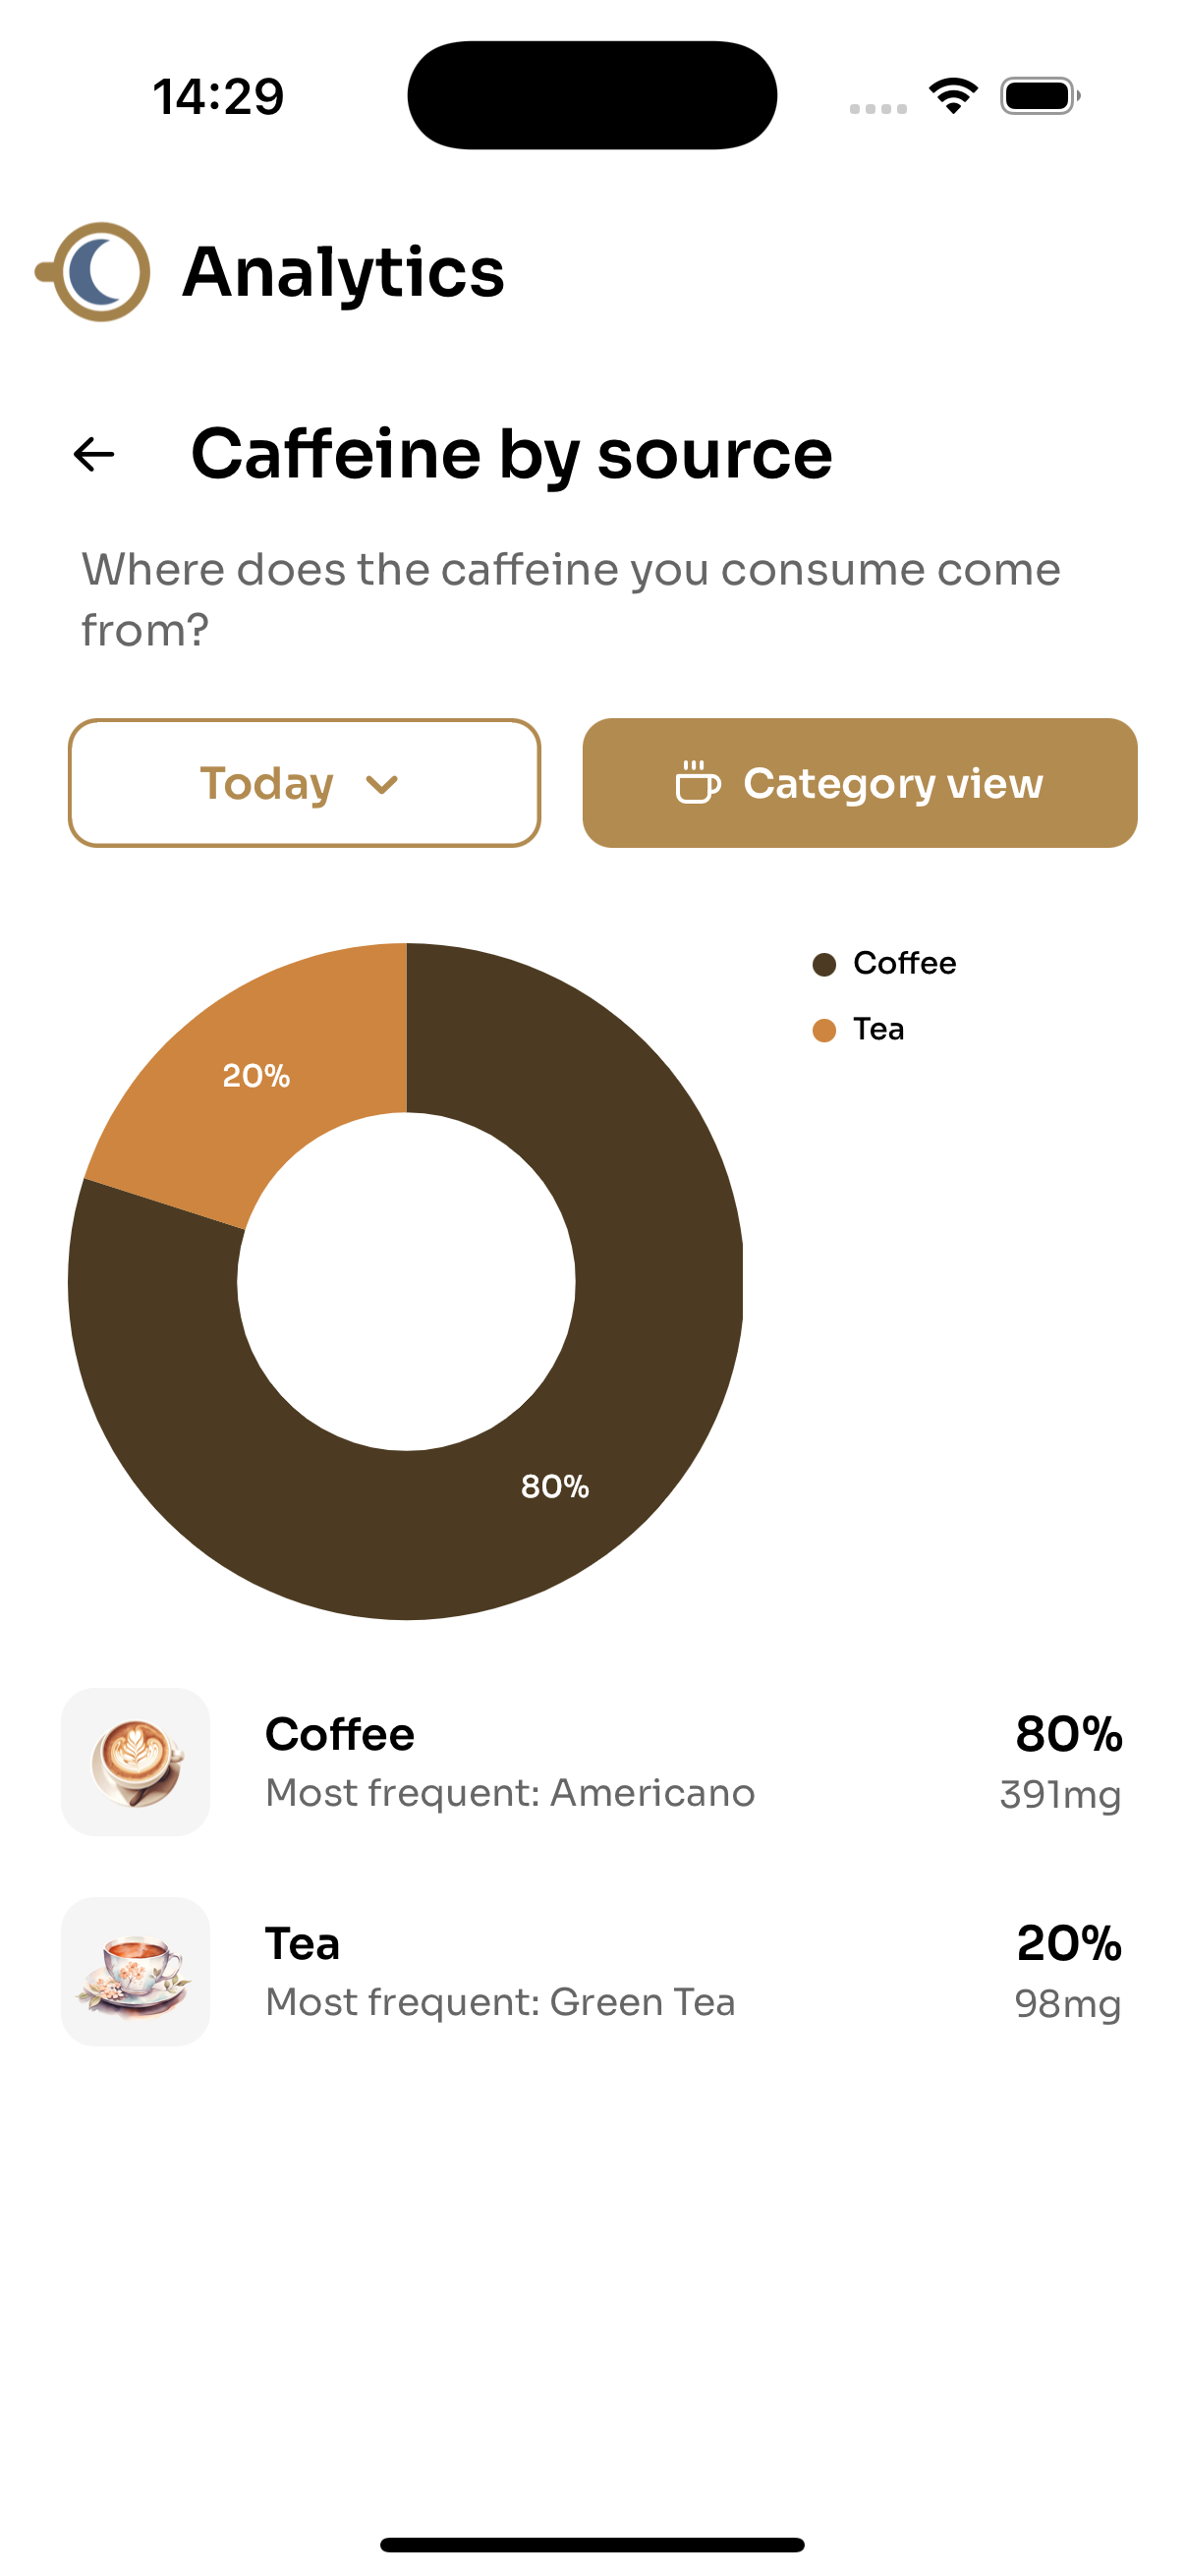 14:29
Analytics
Caffeine by source
Where does the caffeine you consume come
from?
Today
Category view
Coffee
Tea
20%
80%
Coffee
80%
Most frequent: Americano
391mg
Tea
20%
Most frequent: Green Tea
98mg